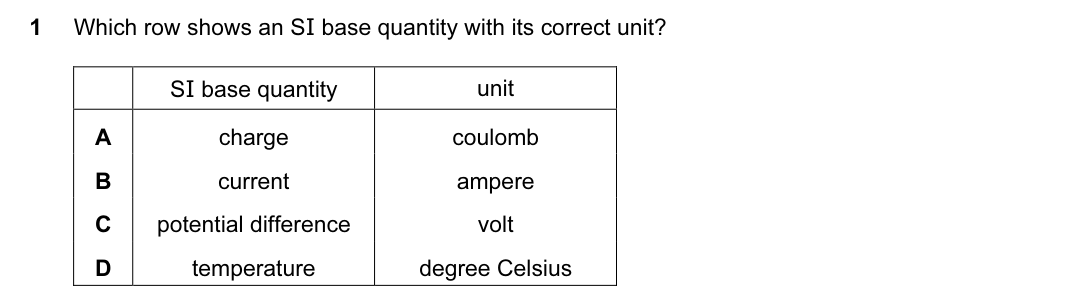 1 Which row shows an SI base quantity with its correct unit?
SI base quantity unit
A charge coulomb
B current ampere
C potential difference volt
D temperature degree Celsius